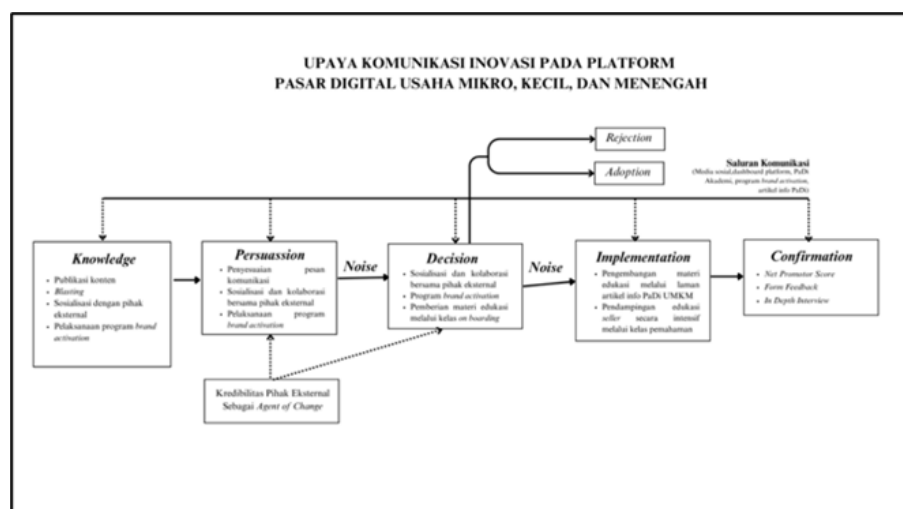 UPAYA KOMUNIKASI INOVASI PADA PLATFORM
PASAR DIGITAL USAHA MIKRO, KECIL, DAN MENENGAH
Rejection
Adoption
Saluran Komunikasi
(Media sosial,dashboard platform, PaDi
Akademi, program brand activation,
artikel info PaDi)
Knowledge
• Publikasi konten
• Blasting
• Sosialisasi dengan pihak
eksternal
• Pelaksanaan program brand
activation
Persuassion
• Penyesuaian pesan
komunikasi
• Sosialisasi dan kolaborasi
bersama pihak eksternal
• Pelaksanaan program
brand activation
Noise
Decision
• Sosialisasi dan kolaborasi
bersama pihak eksternal
• Program brand activation
• Pemberian materi edukasi
melalui kelas on boarding
Noise
Implementation
• Pengembangan materi
edukasi melalui laman
artikel info PaDi UMKM
• Pendampingan edukasi
seller secara intensif
melalui kelas pemahaman
Confirmation
• Net Promotor Score
• Form Feedback
• In Depth Interview
Kredibilitas Pihak Eksternal
Sebagai Agent of Change